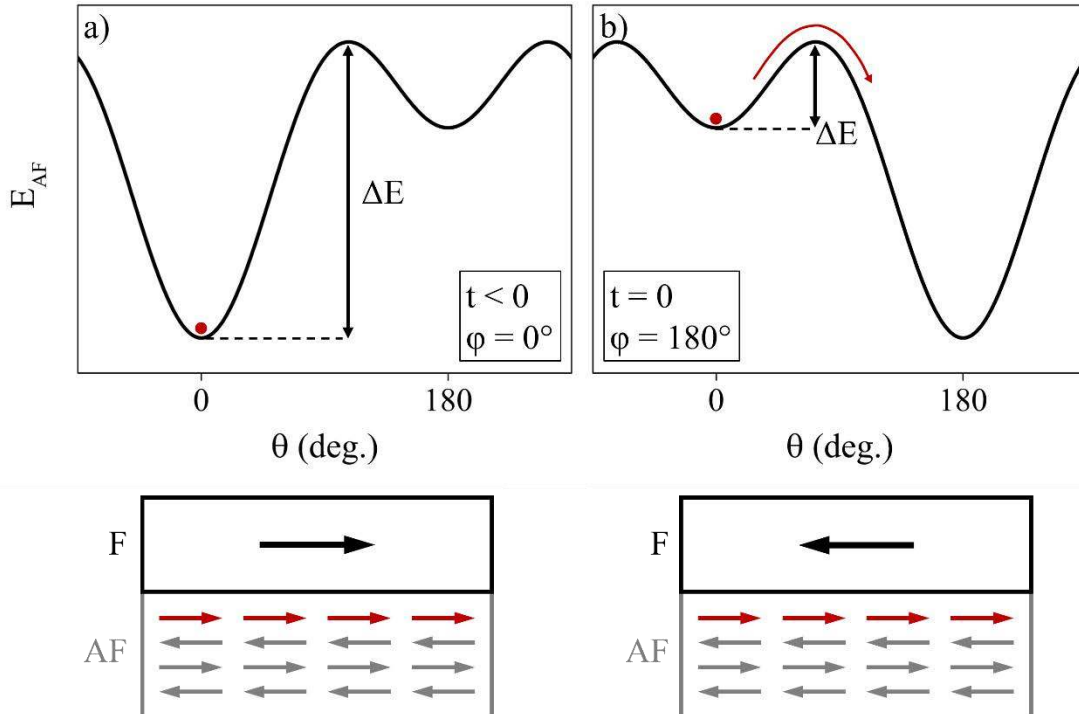 a)
E_AF
ΔE
t < 0
φ = 0°
0
180
θ (deg.)
b)
ΔE
t = 0
φ = 180°
0
180
θ (deg.)
F
AF
F
AF